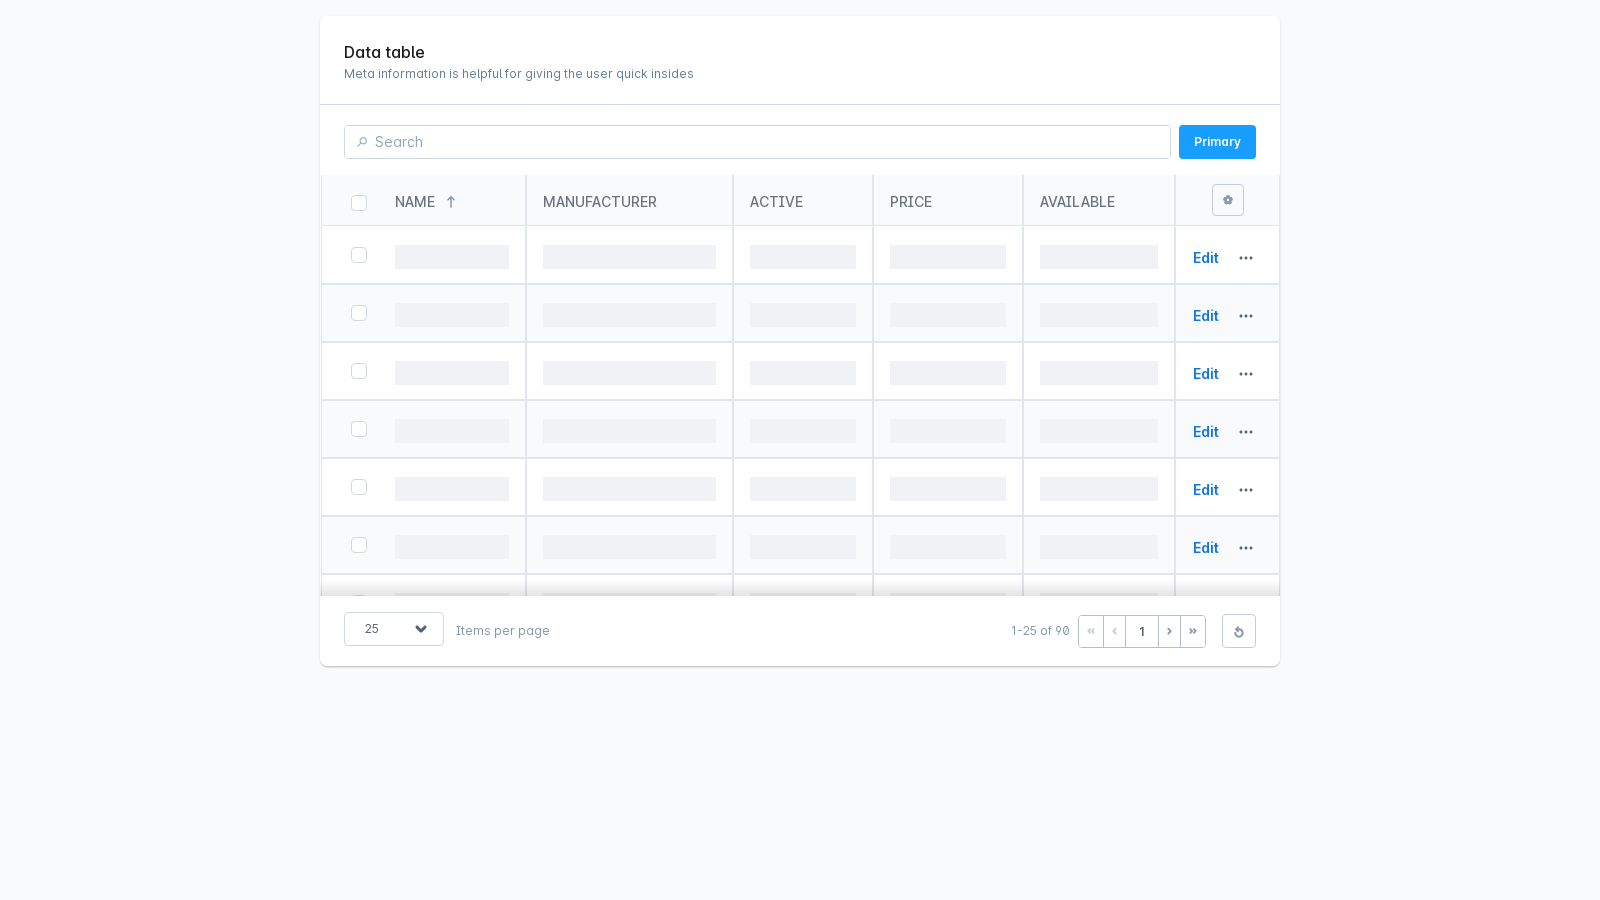 Data table
Meta information is helpful for giving the user quick insides
Search
Primary
NAME MANUFACTURER ACTIVE PRICE AVAILABLE
Edit
Edit
Edit
Edit
Edit
Edit
25 Items per page 1-25 of 90 « ‹ 1 › »